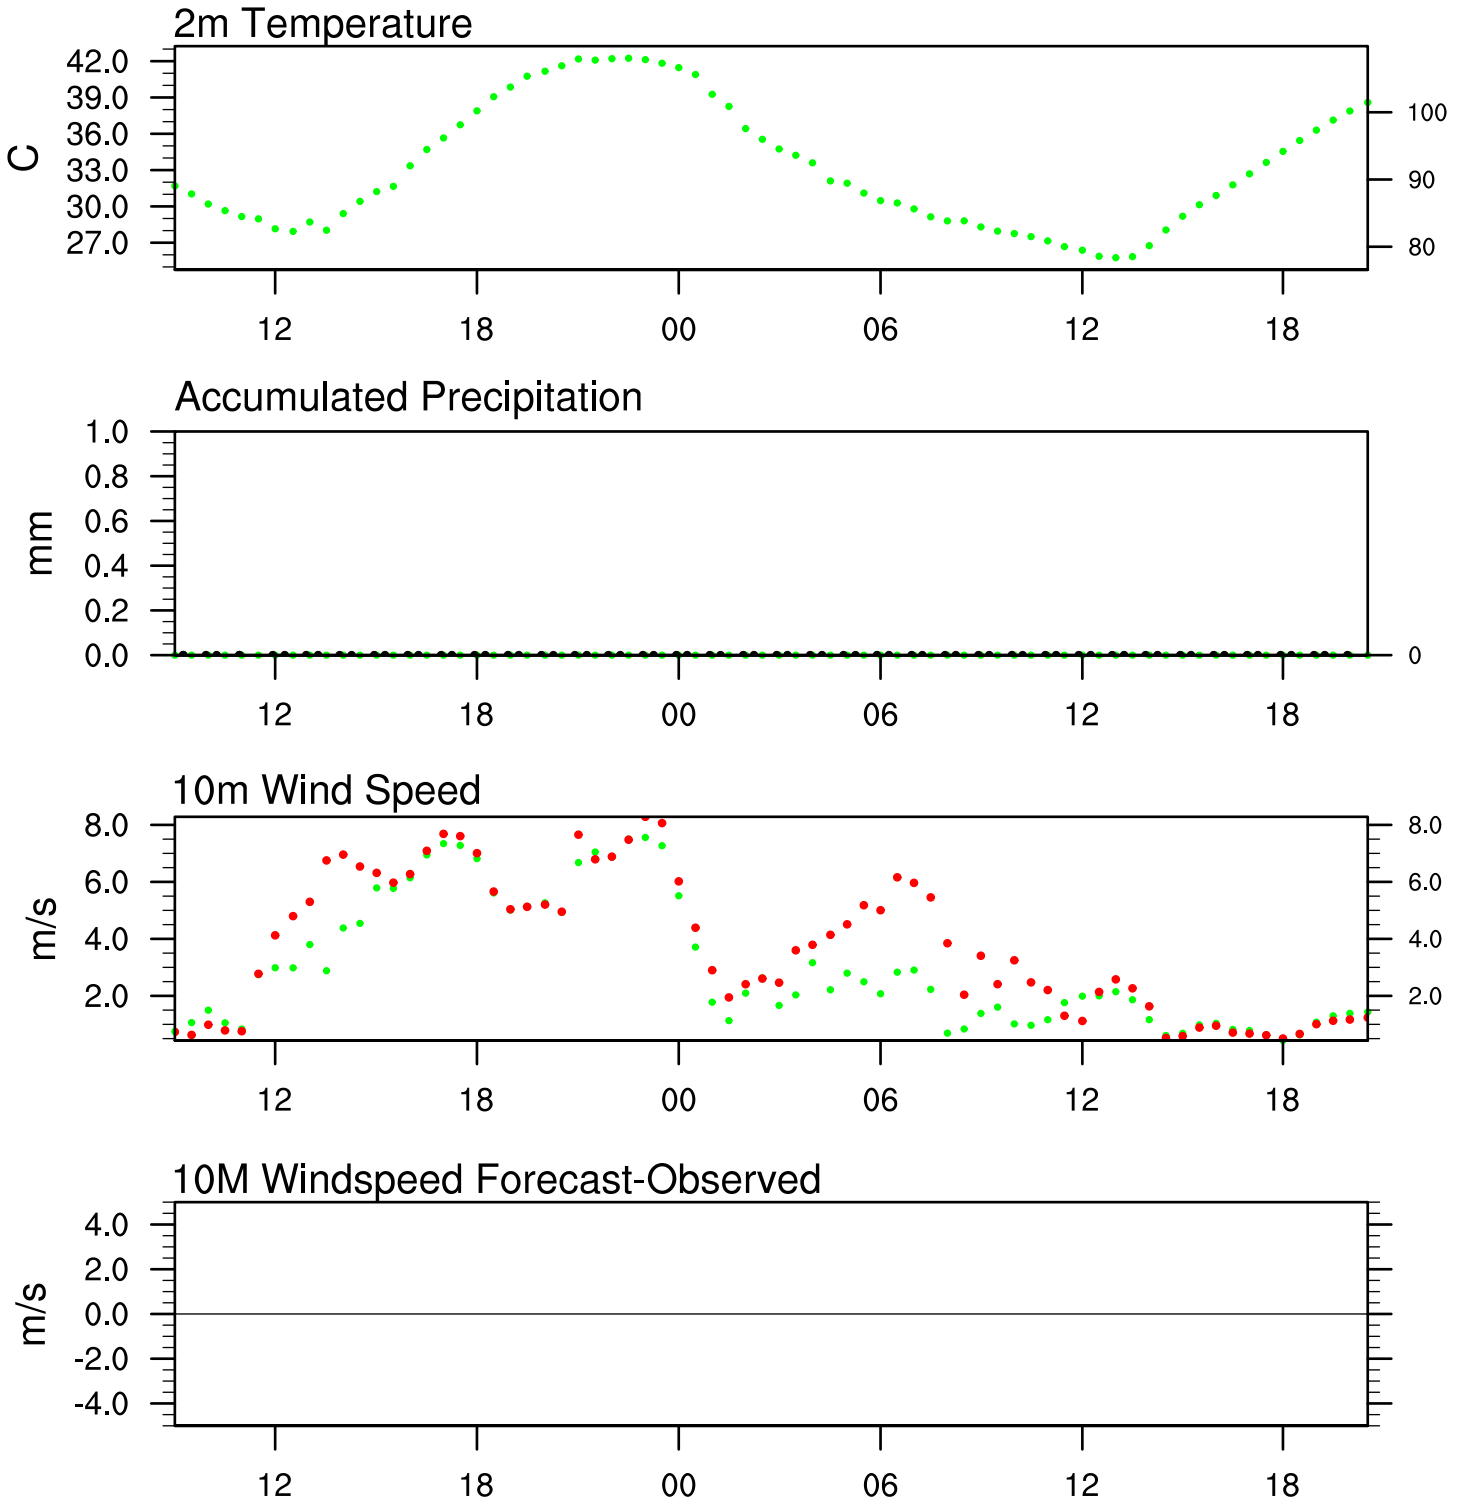 2m Temperature
42.0
39.0
36.0
33.0
30.0
27.0
C
100
90
80
12 18 00 06 12 18
Accumulated Precipitation
1.0
0.8
0.6
0.4
0.2
0.0
mm
0
12 18 00 06 12 18
10m Wind Speed
8.0
6.0
4.0
2.0
m/s
8.0
6.0
4.0
2.0
12 18 00 06 12 18
10M Windspeed Forecast-Observed
4.0
2.0
0.0
-2.0
-4.0
m/s
12 18 00 06 12 18